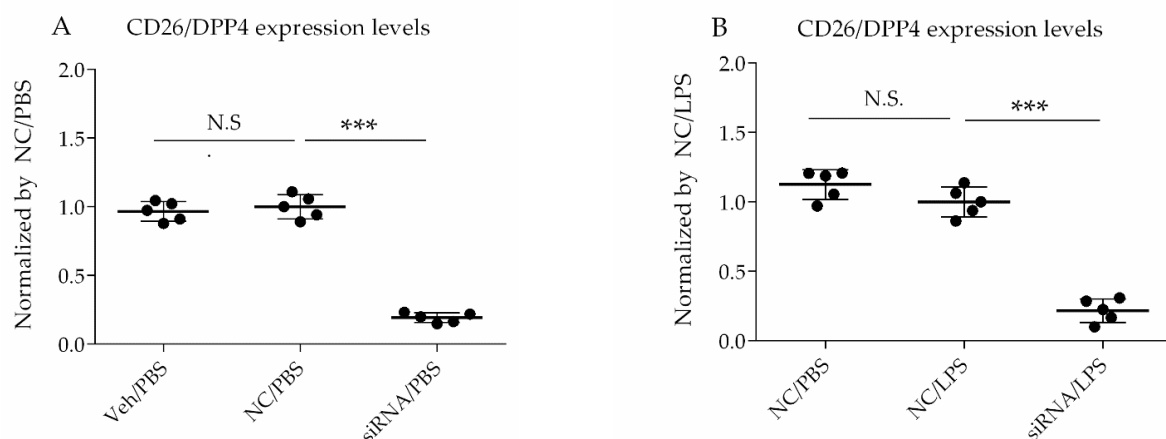 A
CD26/DPP4 expression levels
Normalized by NC/PBS
2.0
1.5
1.0
0.5
0.0
N.S
***
Veh/PBS
NC/PBS
siRNA/PBS
B
CD26/DPP4 expression levels
Normalized by NC/LPS
2.0
1.5
1.0
0.5
0.0
N.S.
***
NC/PBS
NC/LPS
siRNA/LPS